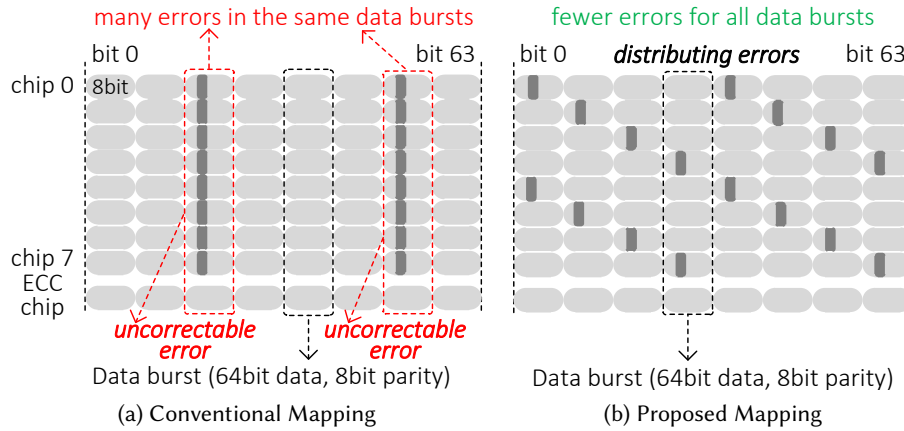 many errors in the same data bursts
bit 0
bit 63
chip 0
8bit
chip 7
ECC
chip
uncorrectable
error
uncorrectable
error
Data burst (64bit data, 8bit parity)
(a) Conventional Mapping
fewer errors for all data bursts
bit 0
distributing errors
bit 63
Data burst (64bit data, 8bit parity)
(b) Proposed Mapping